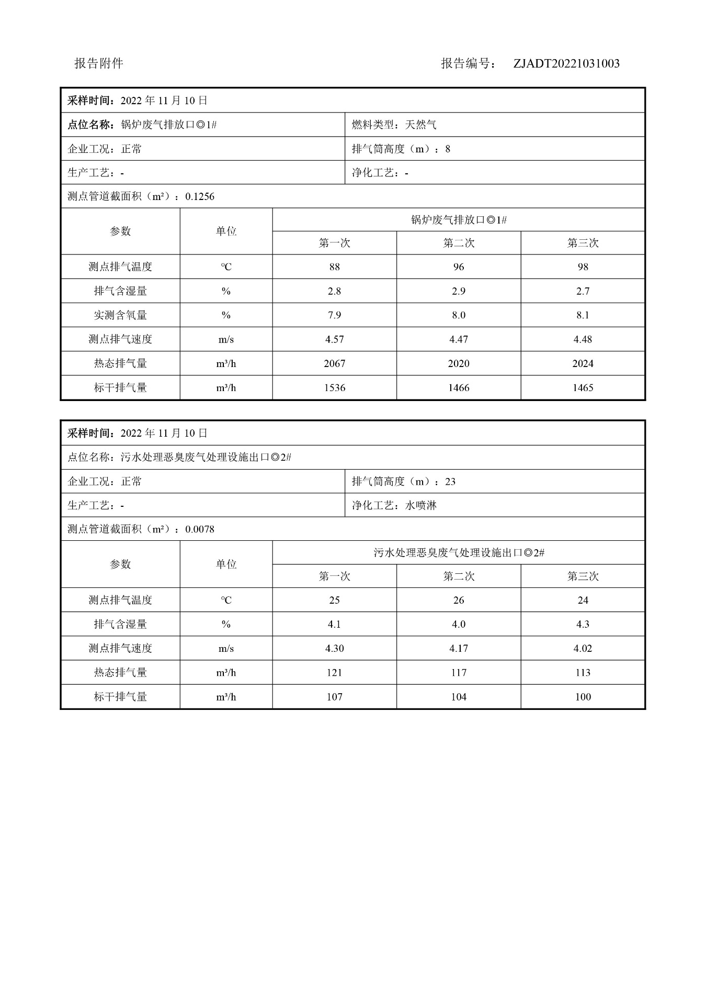 报告附件 报告编号： ZJADT20221031003
采样时间：2022 年 11 月 10 日
点位名称：锅炉废气排放口◎1# 燃料类型：天然气
企业工况：正常 排气筒高度（m）：8
生产工艺：- 净化工艺：-
测点管道截面积（m²）：0.1256
参数 单位 锅炉废气排放口◎1#
第一次 第二次 第三次
测点排气温度 ℃ 88 96 98
排气含湿量 % 2.8 2.9 2.7
实测含氧量 % 7.9 8.0 8.1
测点排气速度 m/s 4.57 4.47 4.48
热态排气量 m³/h 2067 2020 2024
标干排气量 m³/h 1536 1466 1465
采样时间：2022 年 11 月 10 日
点位名称：污水处理恶臭废气处理设施出口◎2#
企业工况：正常 排气筒高度（m）：23
生产工艺：- 净化工艺：水喷淋
测点管道截面积（m²）：0.0078
参数 单位 污水处理恶臭废气处理设施出口◎2#
第一次 第二次 第三次
测点排气温度 ℃ 25 26 24
排气含湿量 % 4.1 4.0 4.3
测点排气速度 m/s 4.30 4.17 4.02
热态排气量 m³/h 121 117 113
标干排气量 m³/h 107 104 100